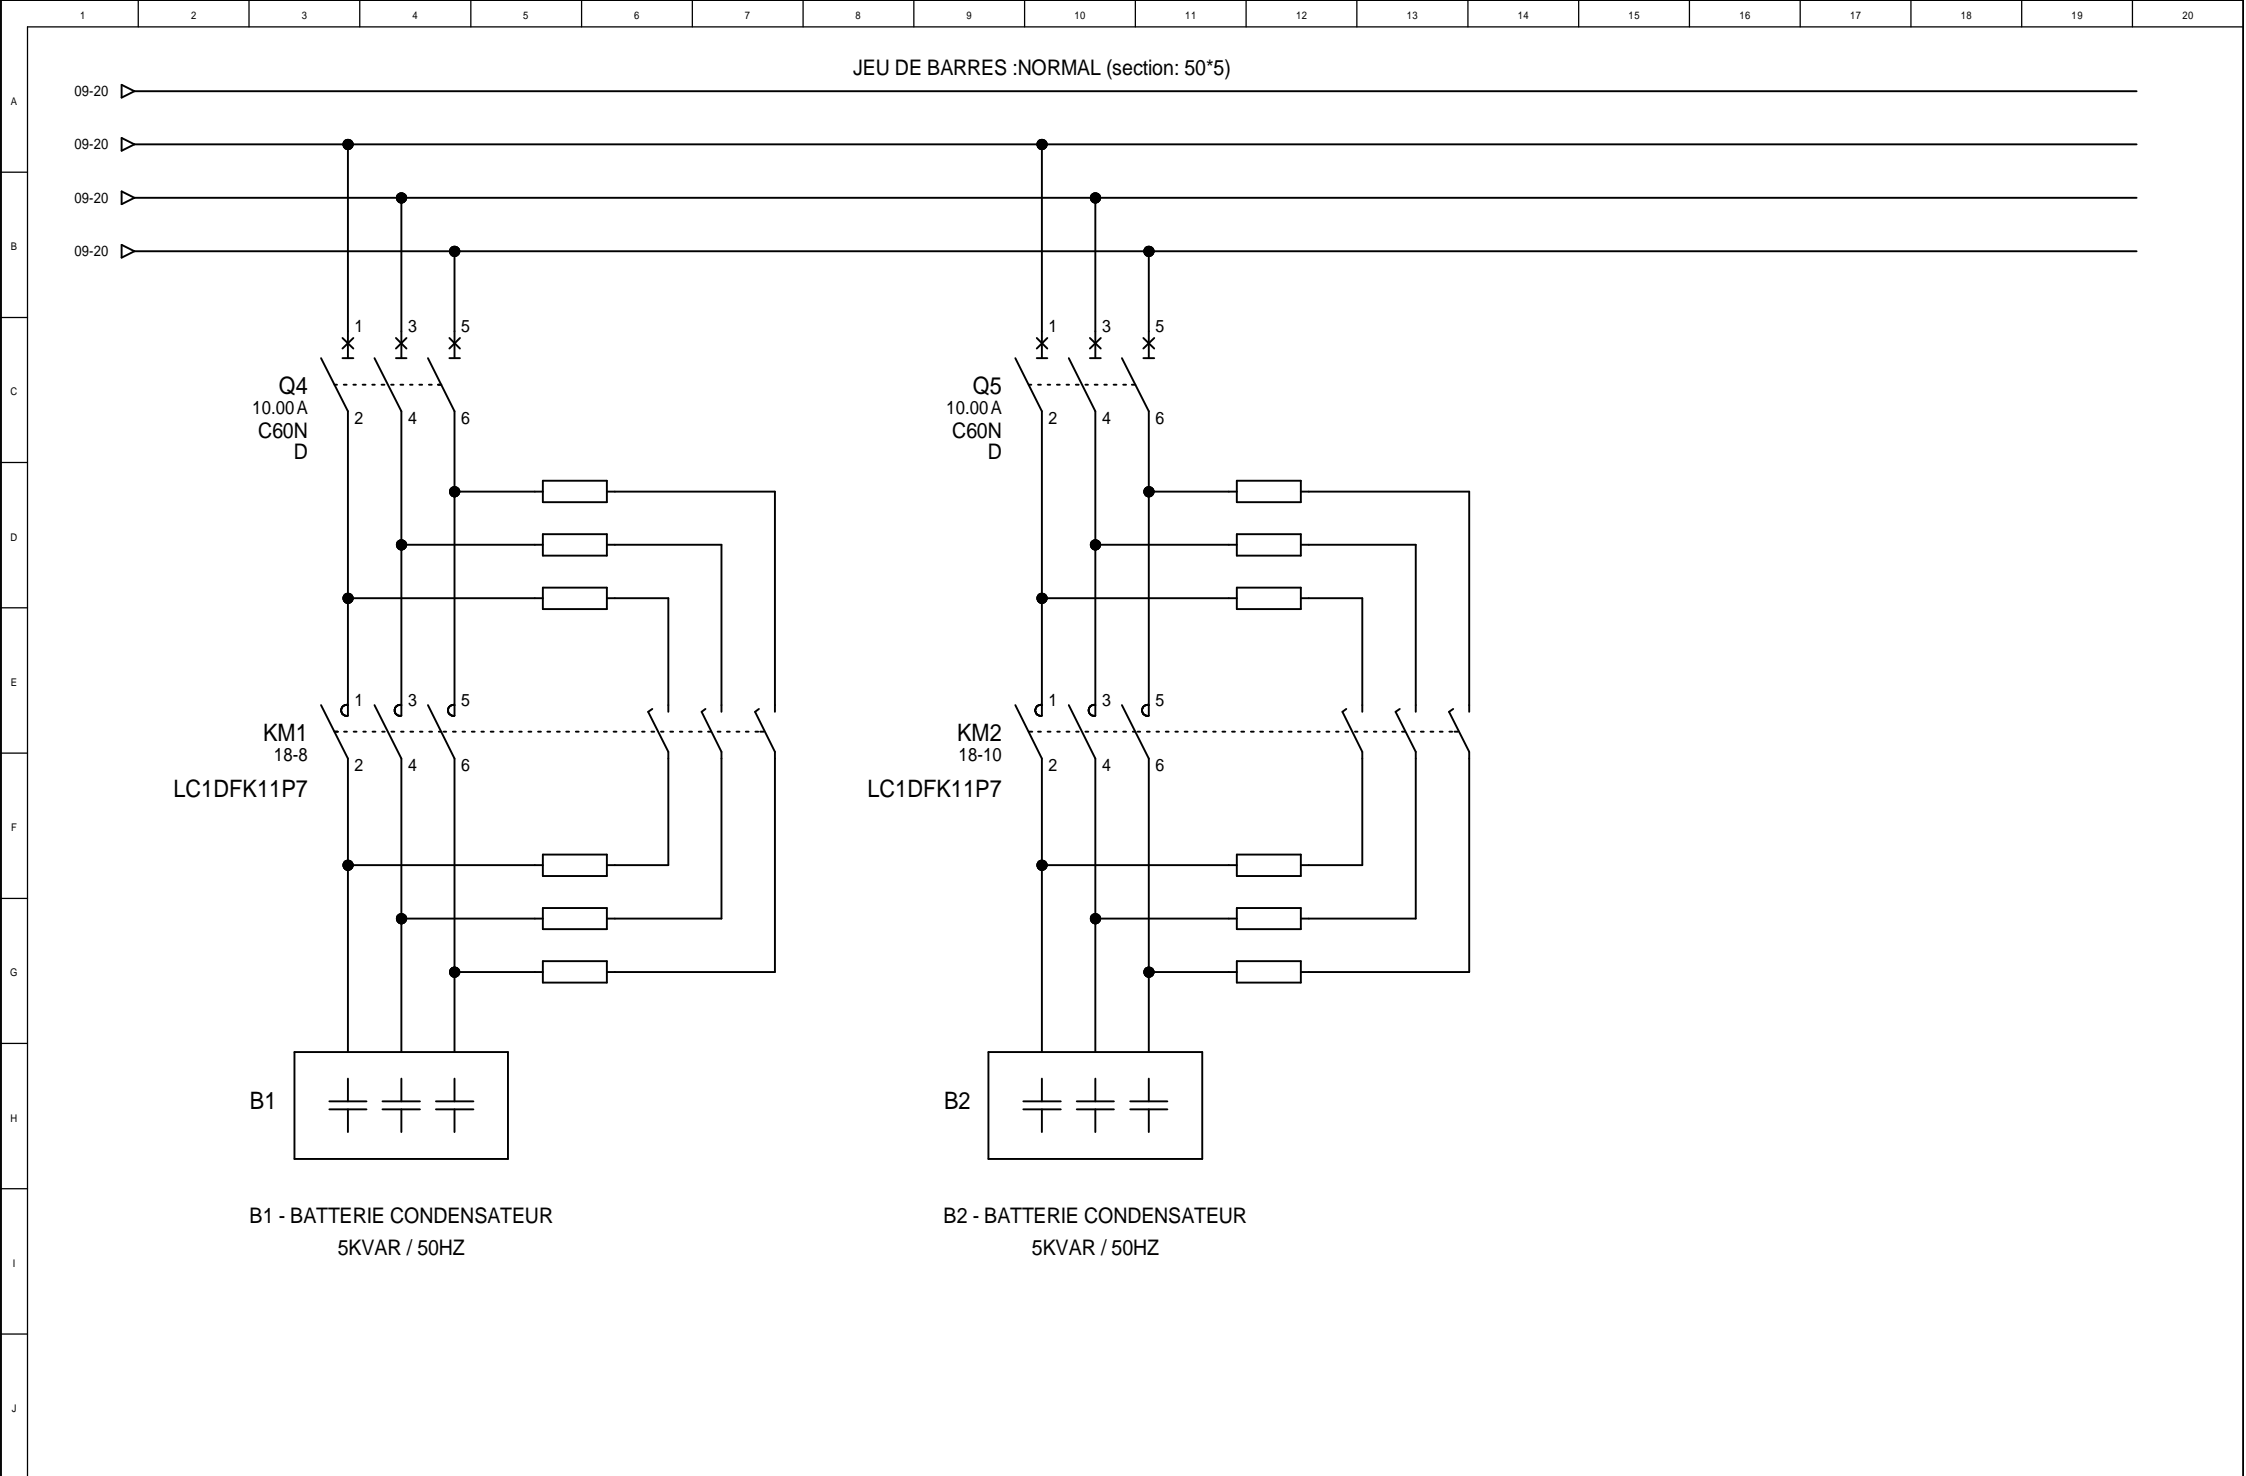 1 2 3 4 5 6 7 8 9 10 11 12 13 14 15 16 17 18 19 20
JEU DE BARRES :NORMAL (section: 50*5)
09-20
A
09-20
09-20
B
09-20
1 3 5 1 3 5
C
Q4 Q5
10.00A 10.00A
2 4 6 2 4 6
C60N C60N
D D
D
E
1 3 5 1 3 5
KM1 KM2
18-8 18-10
2 4 6 2 4 6
LC1DFK11P7 LC1DFK11P7
F
G
B1 B2
H
B1 - BATTERIE CONDENSATEUR B2 - BATTERIE CONDENSATEUR
5KVAR / 50HZ 5KVAR / 50HZ
I
J